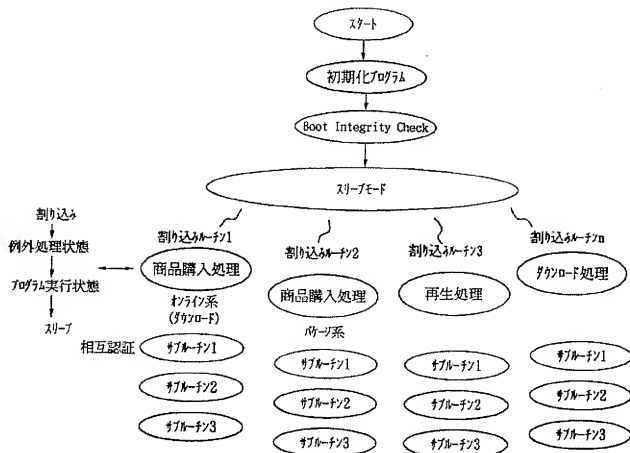 スタート
初期化プログラム
Boot Integrity Check
スリープモード
割り込み
例外処理状態
プログラム実行状態
スリープ
割り込みルーチン1
商品購入処理
オンライン系
(ダウンロード)
相互認証
サブルーチン1
サブルーチン2
サブルーチン3
割り込みルーチン2
商品購入処理
パケージ系
サブルーチン1
サブルーチン2
サブルーチン3
割り込みルーチン3
再生処理
サブルーチン1
サブルーチン2
サブルーチン3
割り込みルーチンn
ダウンロード処理
サブルーチン1
サブルーチン2
サブルーチン3